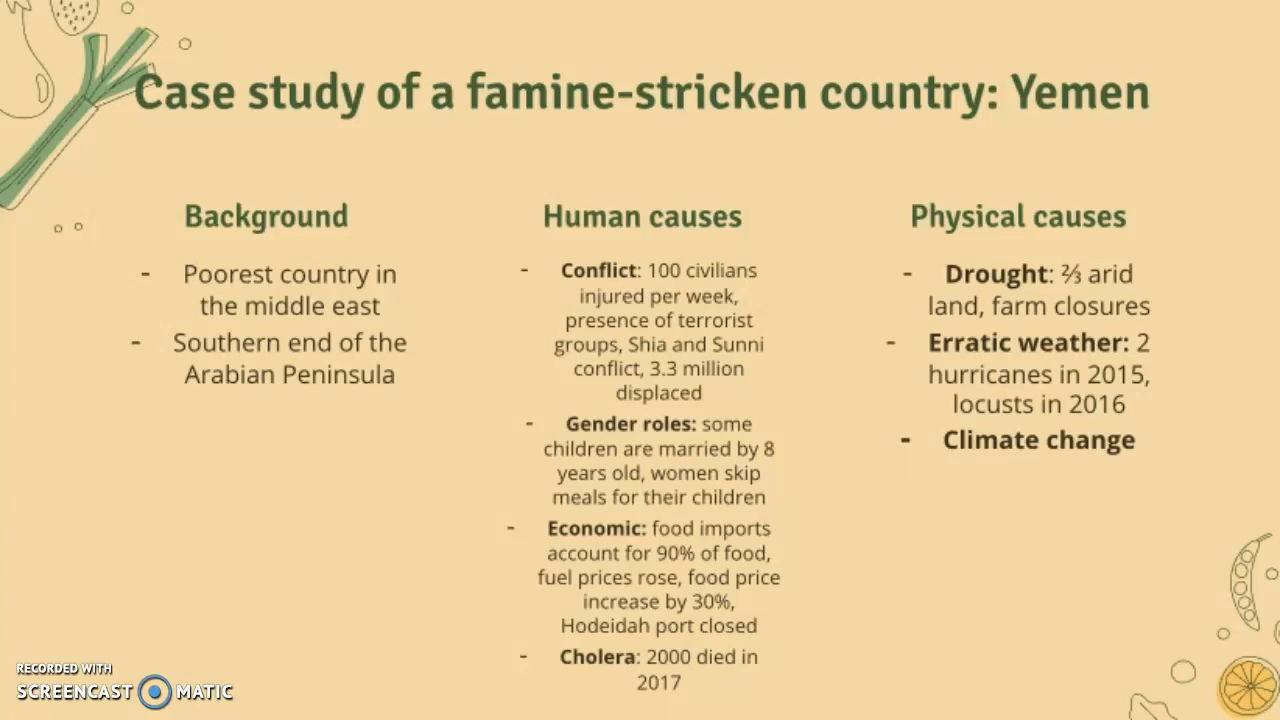 Case study of a famine-stricken country: Yemen
Background
- Poorest country in
the middle east
- Southern end of the
Arabian Peninsula
Human causes
- Conflict: 100 civilians
injured per week,
presence of terrorist
groups, Shia and Sunni
conflict, 3.3 million
displaced
- Gender roles: some
children are married by 8
years old, women skip
meals for their children
- Economic: food imports
account for 90% of food,
fuel prices rose, food price
increase by 30%,
Hodeidah port closed
- Cholera: 2000 died in
2017
Physical causes
- Drought: ⅔ arid
land, farm closures
- Erratic weather: 2
hurricanes in 2015,
locusts in 2016
- Climate change
RECORDED WITH
SCREENCAST MATIC